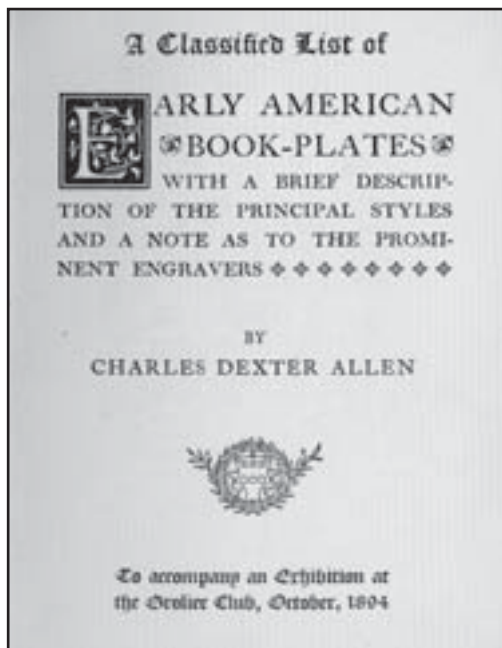 A Classified List of
EARLY AMERICAN
BOOK-PLATES
WITH A BRIEF DESCRIP-
TION OF THE PRINCIPAL STYLES
AND A NOTE AS TO THE PROMI-
NENT ENGRAVERS
BY
CHARLES DEXTER ALLEN
To accompany an Exhibition at
the Grolier Club, October, 1894